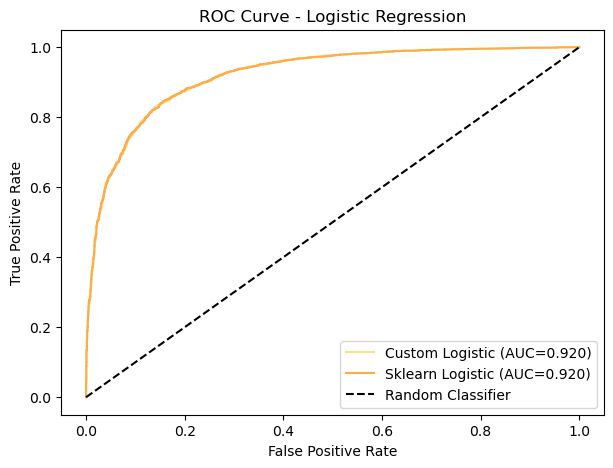 ROC Curve - Logistic Regression
True Positive Rate
1.0
0.8
0.6
0.4
0.2
0.0
Custom Logistic (AUC=0.920)
Sklearn Logistic (AUC=0.920)
Random Classifier
0.0 0.2 0.4 0.6 0.8 1.0
False Positive Rate